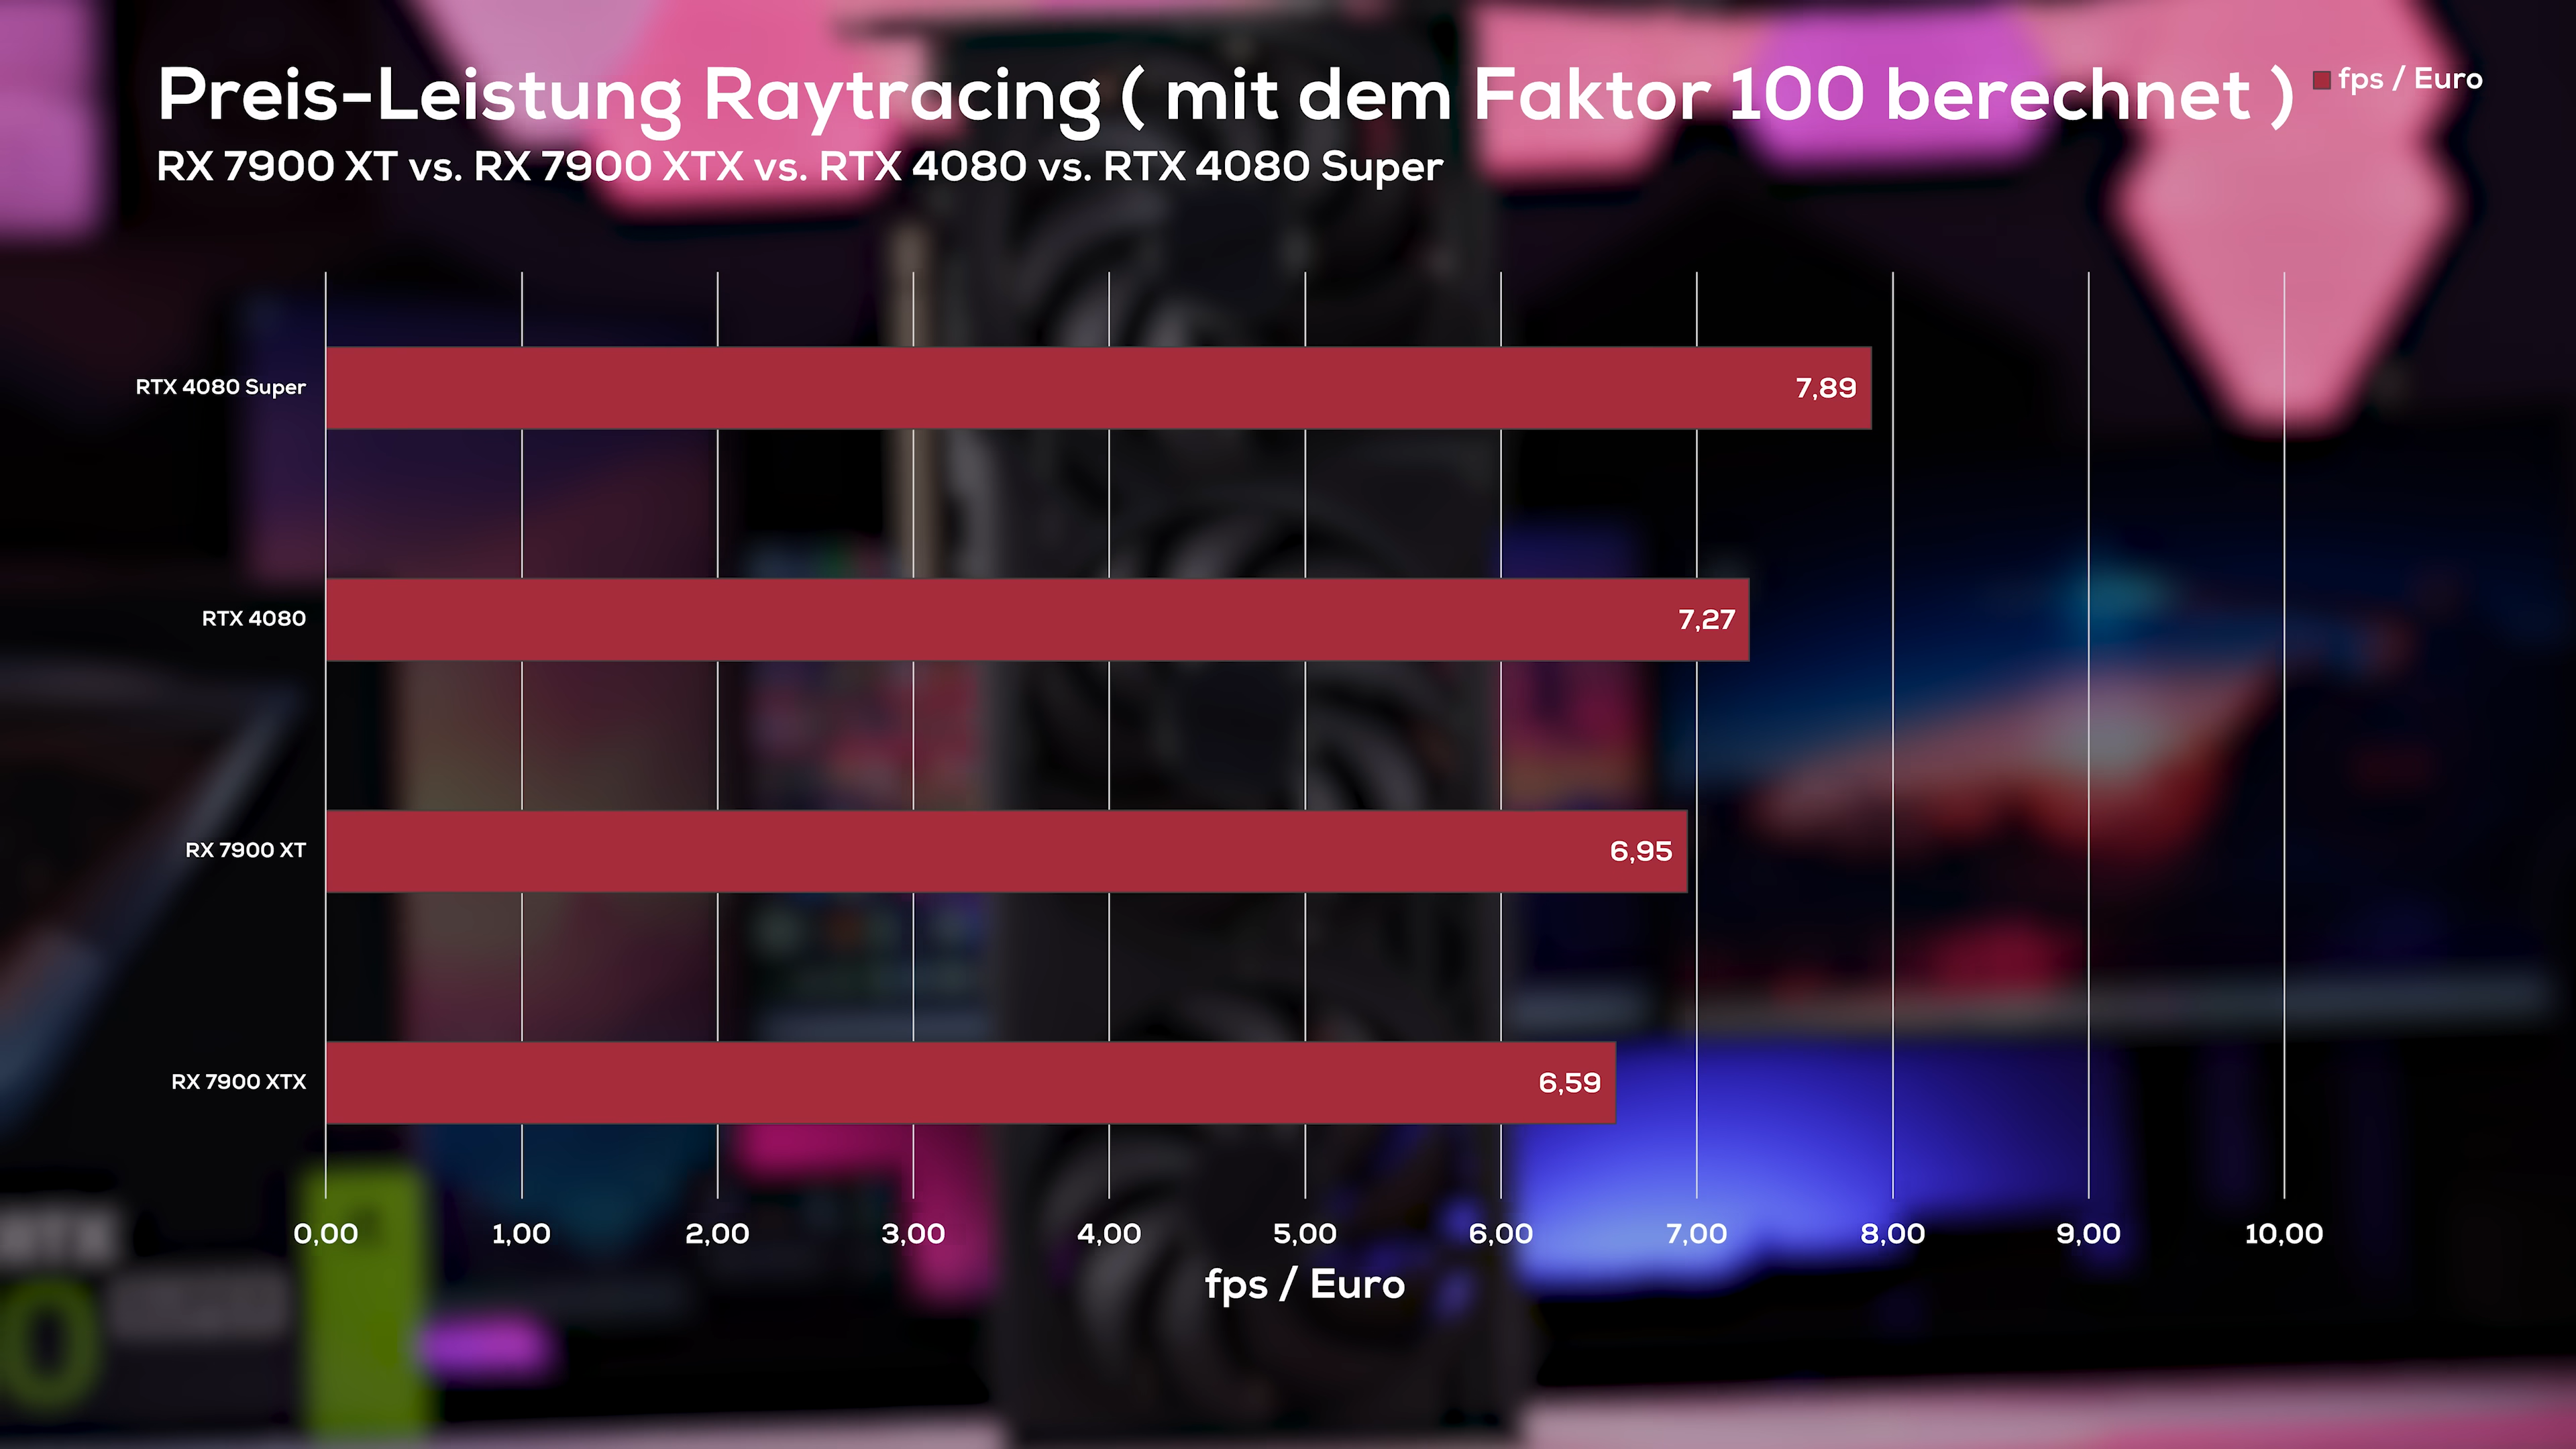 Preis-Leistung Raytracing ( mit dem Faktor 100 berechnet )
fps / Euro
RX 7900 XT vs. RX 7900 XTX vs. RTX 4080 vs. RTX 4080 Super
RTX 4080 Super
7,89
RTX 4080
7,27
RX 7900 XT
6,95
RX 7900 XTX
6,59
0,00 1,00 2,00 3,00 4,00 5,00 6,00 7,00 8,00 9,00 10,00
fps / Euro
RTX